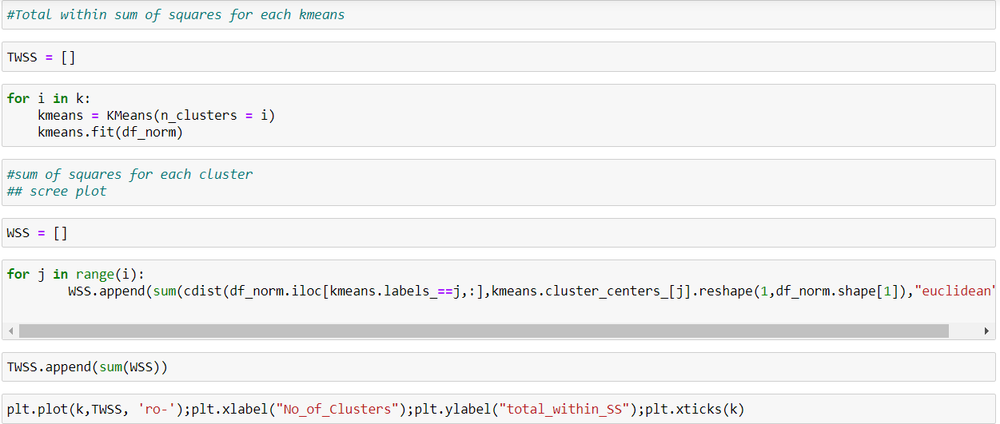 #Total within sum of squares for each kmeans
TWSS = []
for i in k:
    kmeans = KMeans(n_clusters = i)
    kmeans.fit(df_norm)
#sum of squares for each cluster
## scree plot
WSS = []
for j in range(i):
        WSS.append(sum(cdist(df_norm.iloc[kmeans.labels_==j,:],kmeans.cluster_centers_[j].reshape(1,df_norm.shape[1]),"euclidean"
TWSS.append(sum(WSS))
plt.plot(k,TWSS, 'ro-');plt.xlabel("No_of_Clusters");plt.ylabel("total_within_SS");plt.xticks(k)